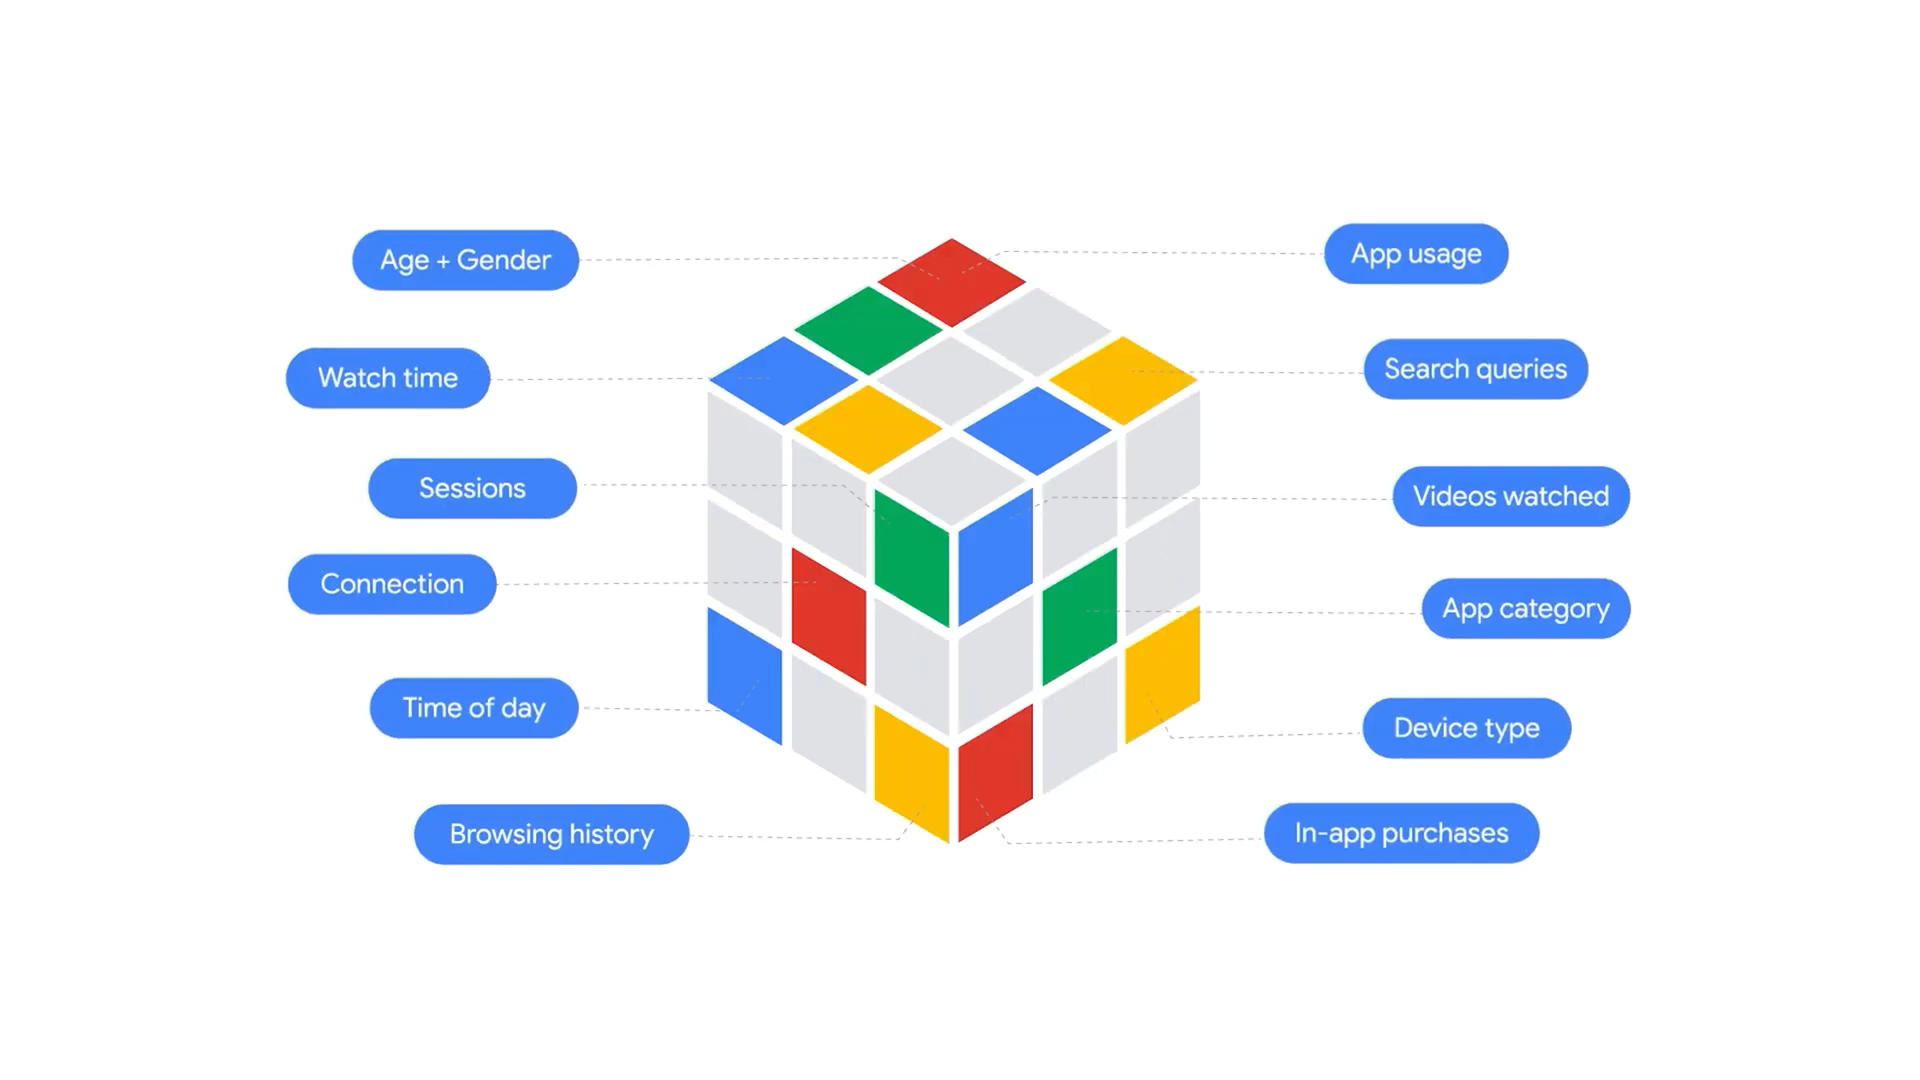 Age + Gender
Watch time
Sessions
Connection
Time of day
Browsing history
App usage
Search queries
Videos watched
App category
Device type
In-app purchases